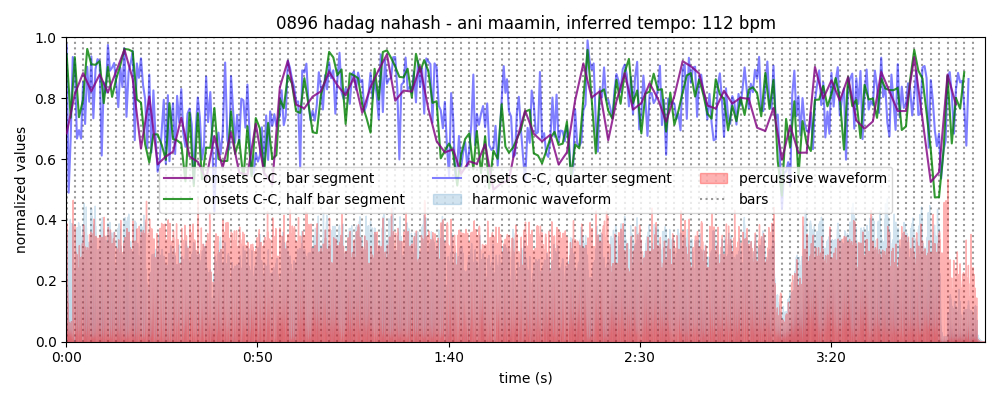 0896 hadag nahash - ani maamin, inferred tempo: 112 bpm
normalized values
1.0
0.8
0.6
0.4
0.2
0.0
onsets C-C, bar segment
onsets C-C, half bar segment
onsets C-C, quarter segment
harmonic waveform
percussive waveform
bars
0:00
0:50
1:40
2:30
3:20
time (s)